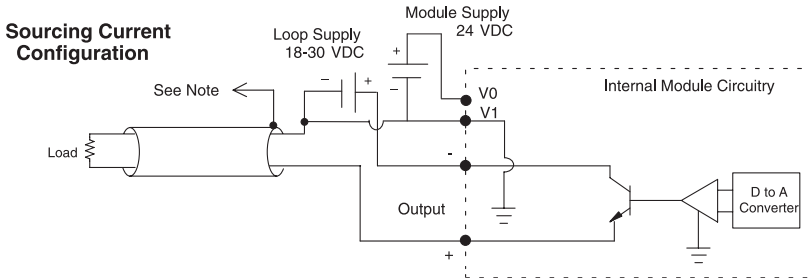 Sourcing Current
Configuration
Loop Supply
18-30 VDC
Module Supply
24 VDC
+
–
– +
See Note
Load
V0
V1
-
Output
+
Internal Module Circuitry
D to A
Converter